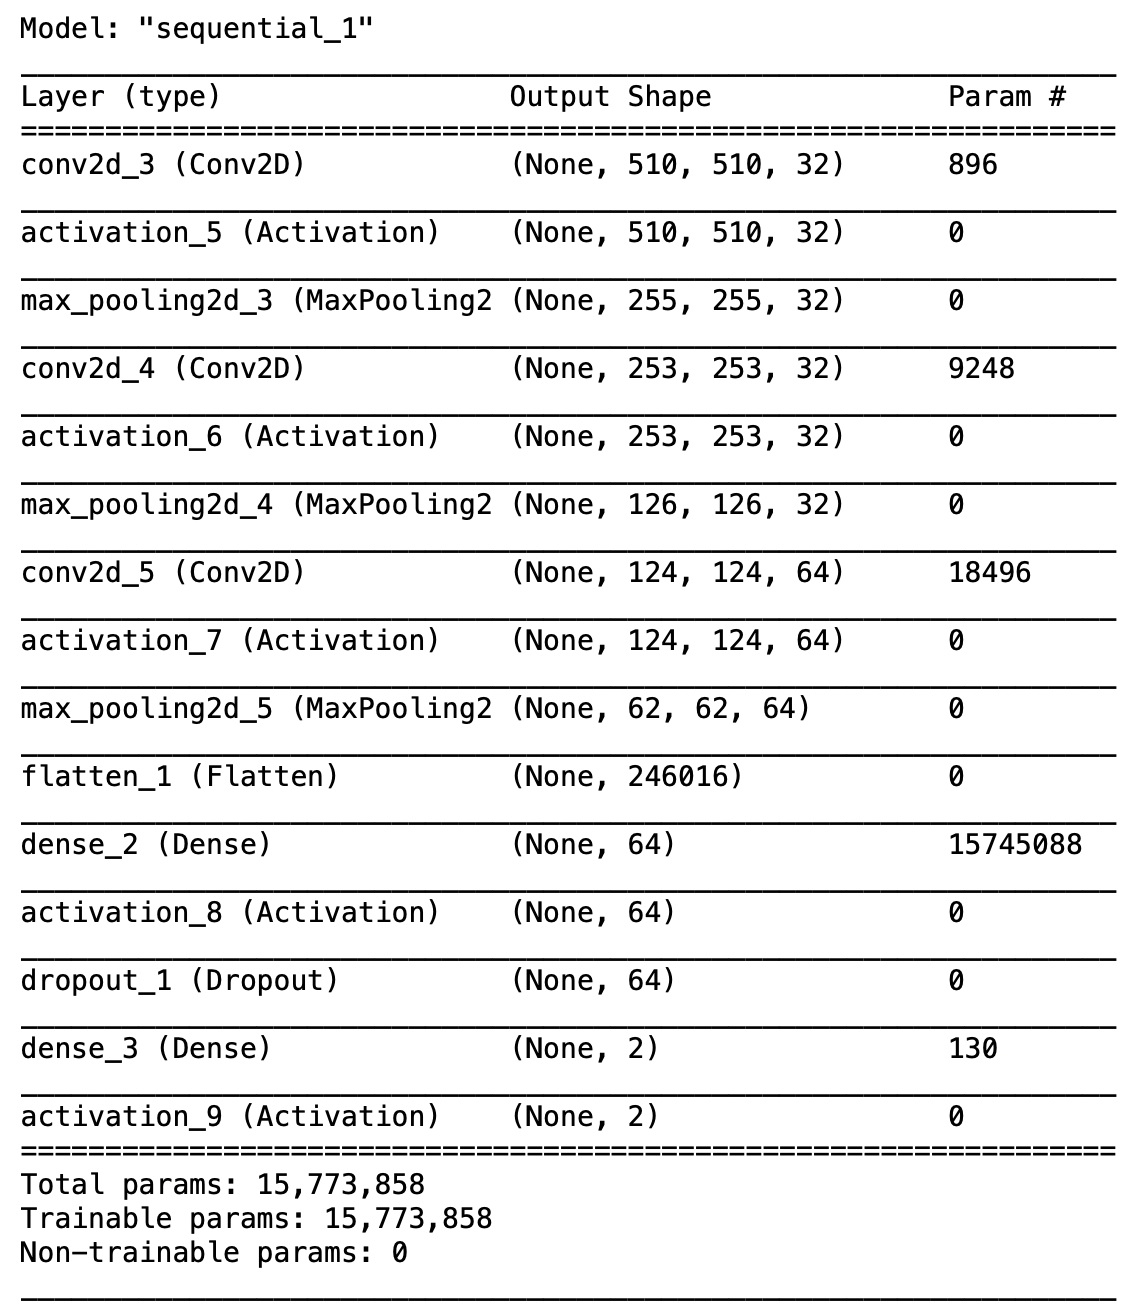 Model: "sequential_1"
Layer (type) Output Shape Param #
conv2d_3 (Conv2D) (None, 510, 510, 32) 896
activation_5 (Activation) (None, 510, 510, 32) 0
max_pooling2d_3 (MaxPooling2 (None, 255, 255, 32) 0
conv2d_4 (Conv2D) (None, 253, 253, 32) 9248
activation_6 (Activation) (None, 253, 253, 32) 0
max_pooling2d_4 (MaxPooling2 (None, 126, 126, 32) 0
conv2d_5 (Conv2D) (None, 124, 124, 64) 18496
activation_7 (Activation) (None, 124, 124, 64) 0
max_pooling2d_5 (MaxPooling2 (None, 62, 62, 64) 0
flatten_1 (Flatten) (None, 246016) 0
dense_2 (Dense) (None, 64) 15745088
activation_8 (Activation) (None, 64) 0
dropout_1 (Dropout) (None, 64) 0
dense_3 (Dense) (None, 2) 130
activation_9 (Activation) (None, 2) 0
Total params: 15,773,858
Trainable params: 15,773,858
Non-trainable params: 0